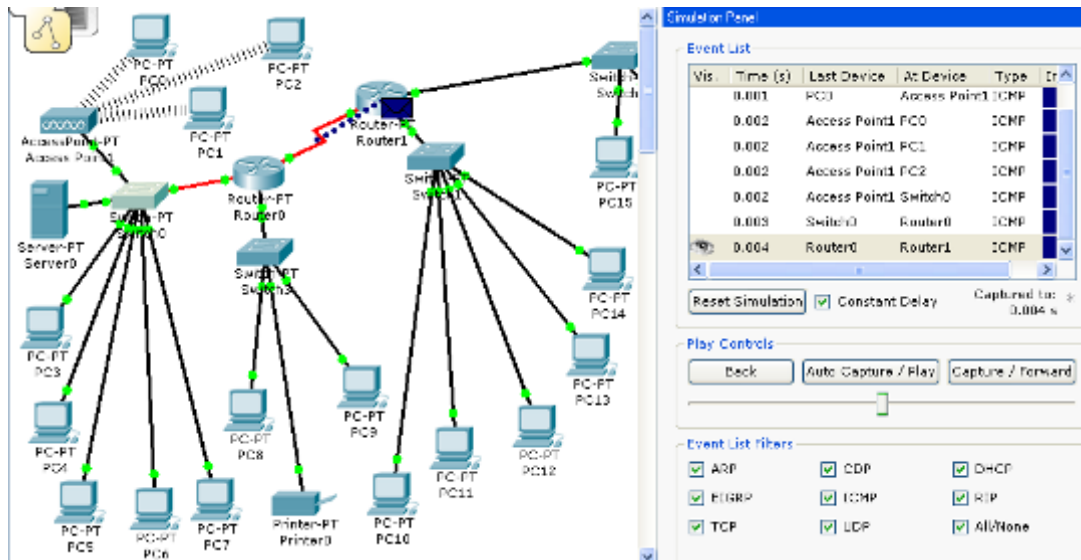 PC-PT
PC0
PC-PT
PC2
PC-PT
PC1
AccessPoint-PT
Access Point1
Router-PT
Router1
Switch
PC-PT
PC15
Server-PT
Server0
Switch-PT
Switch0
Router-PT
Router0
Switch-PT
Switch1
Switch-PT
Switch3
PC-PT
PC3
PC-PT
PC4
PC-PT
PC5
PC-PT
PC6
PC-PT
PC7
PC-PT
PC8
PC-PT
PC9
Printer-PT
Printer0
PC-PT
PC10
PC-PT
PC11
PC-PT
PC12
PC-PT
PC13
PC-PT
PC14
Simulation Panel
Event List
Vis. Time (s) Last Device At Device Type
0.001 PC0 Access Point1 ICMP
0.002 Access Point1 PC0 ICMP
0.002 Access Point1 PC1 ICMP
0.002 Access Point1 PC2 ICMP
0.002 Access Point1 Switch0 ICMP
0.003 Switch0 Router0 ICMP
0.004 Router0 Router1 ICMP
Reset Simulation Constant Delay Captured to: *
0.004 s
Play Controls
Back Auto Capture / Play Capture / Forward
Event List Filters
ARP CDP DHCP
EIGRP ICMP RIP
TCP UDP All/None